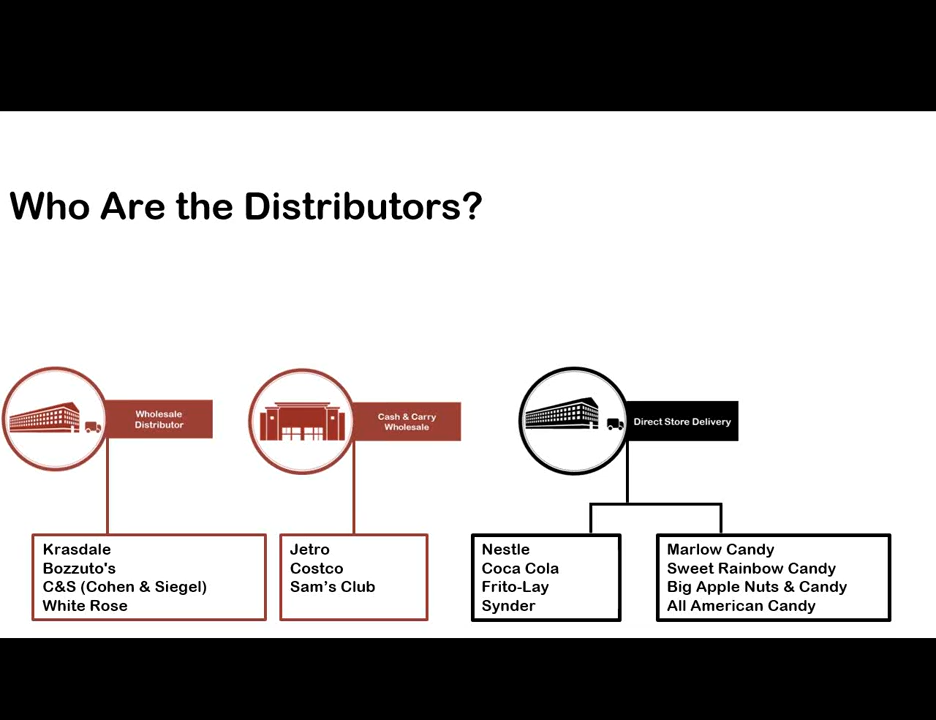 Who Are the Distributors?
Wholesale
Distributor
Cash & Carry
Wholesale
Direct Store Delivery
Krasdale
Bozzuto's
C&S (Cohen & Siegel)
White Rose
Jetro
Costco
Sam’s Club
Nestle
Coca Cola
Frito-Lay
Synder
Marlow Candy
Sweet Rainbow Candy
Big Apple Nuts & Candy
All American Candy